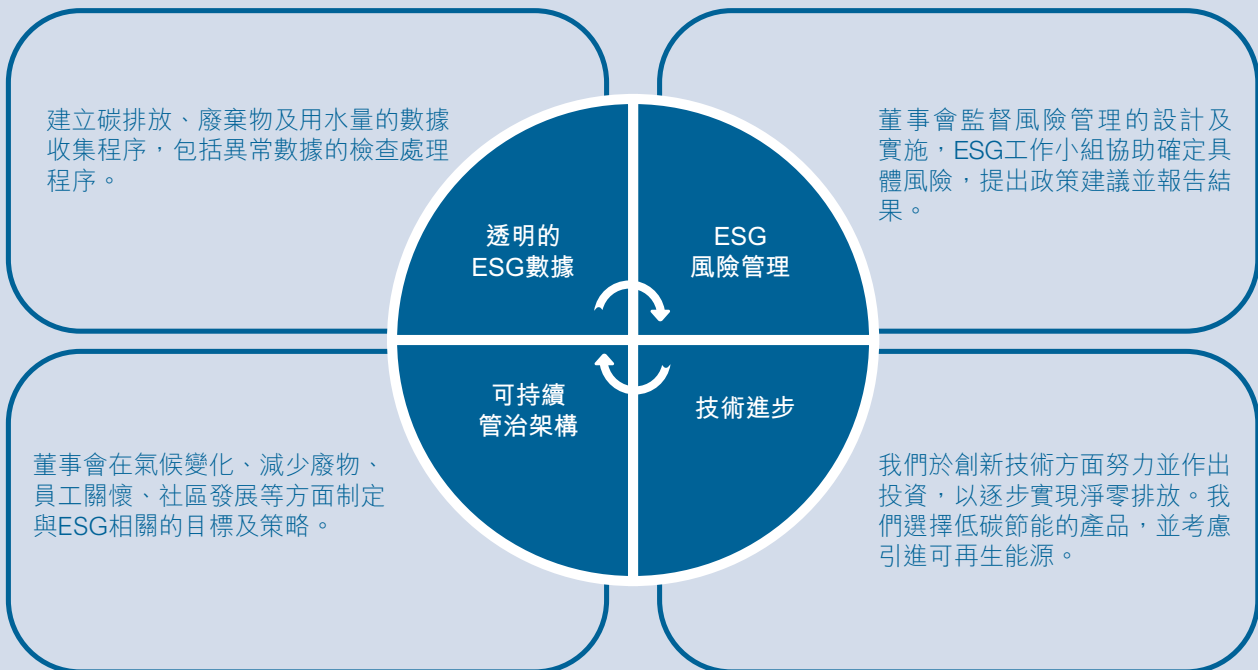 建立碳排放、廢棄物及用水量的數據
收集程序，包括異常數據的檢查處理
程序。
董事會監督風險管理的設計及
實施，ESG工作小組協助確定具
體風險，提出政策建議並報告結
果。
透明的
ESG數據
ESG
風險管理
可持續
管治架構
技術進步
董事會在氣候變化、減少廢物、
員工關懷、社區發展等方面制定
與ESG相關的目標及策略。
我們於創新技術方面努力並作出
投資，以逐步實現淨零排放。我
們選擇低碳節能的產品，並考慮
引進可再生能源。